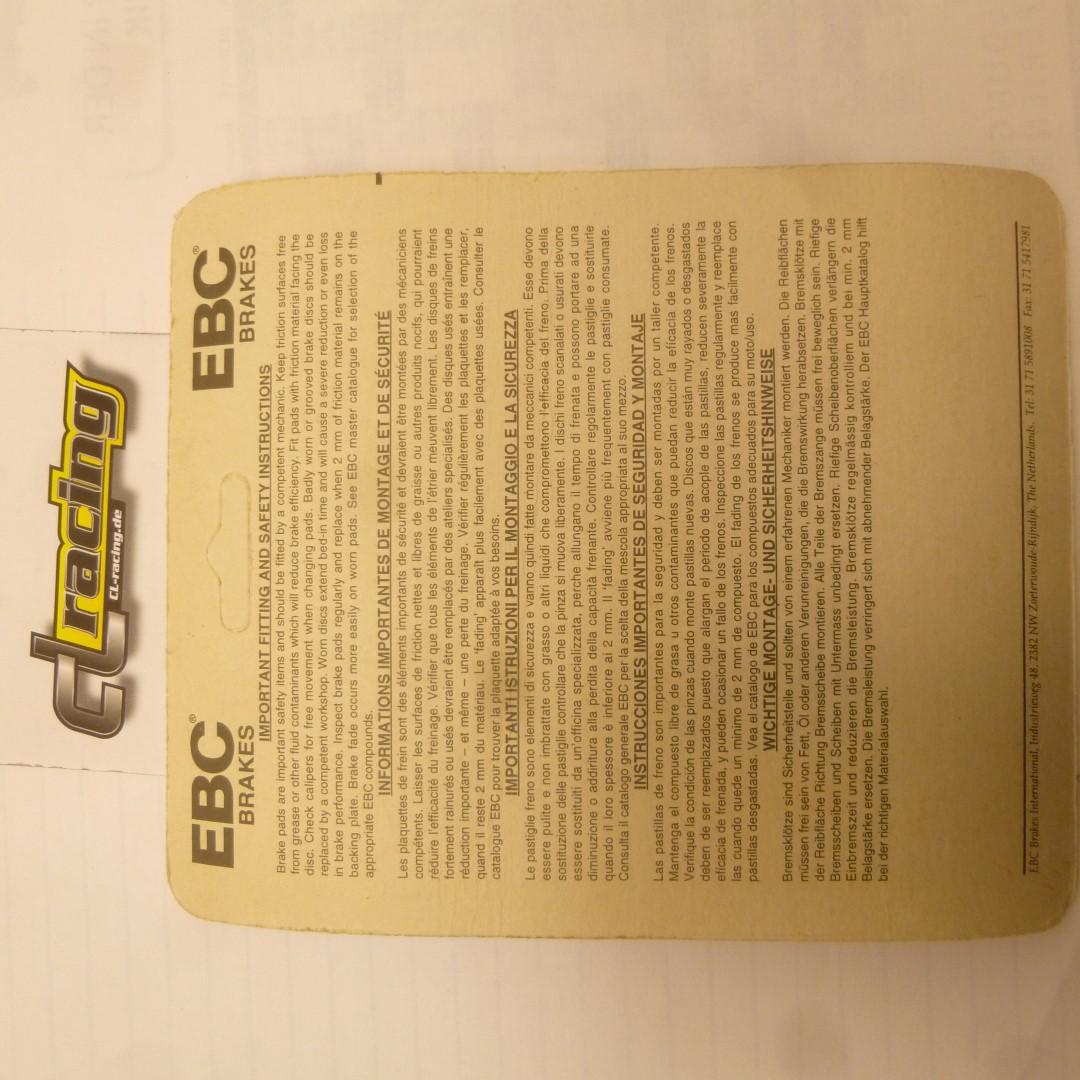 CL racing
CL-racing.de
EBC® EBC®
BRAKES BRAKES
IMPORTANT FITTING AND SAFETY INSTRUCTIONS
Brake pads are important safety items and should be fitted by a competent mechanic. Keep friction surfaces free
from grease or other fluid contaminants which will reduce brake efficiency. Fit pads with friction material facing the
disc. Check calipers for free movement when changing pads. Badly worn or grooved brake discs should be
replaced by a competent workshop. Worn discs extend bed-in time and will cause a severe reduction or even loss
in brake performance. Inspect brake pads regularly and replace when 2 mm of friction material remains on the
backing plate. Brake fade occurs more easily on worn pads. See EBC master catalogue for selection of the
appropriate EBC compounds.
INFORMATIONS IMPORTANTES DE MONTAGE ET DE SÉCURITÉ
Les plaquettes de frein sont des éléments importants de sécurité et devraient être montées par des mécaniciens
compétents. Laisser les surfaces de friction nettes et libres de graisse ou autres produits nocifs, qui pourraient
réduire l'efficacité du freinage. Vérifier que tous les éléments de l'étrier meuvent librement. Les disques de freins
fortement rainurés ou usés devraient être remplacés par des ateliers specialisés. Des disques usés entraînent une
réduction importante – et même – une perte du freinage. Vérifier régulièrement les plaquettes et les remplacer,
quand il reste 2 mm du matériau. Le 'fading' apparaît plus facilement avec des plaquettes usées. Consulter le
catalogue EBC pour trouver la plaquette adaptée à vos besoins.
IMPORTANTI ISTRUZIONI PER IL MONTAGGIO E LA SICUREZZA
Le pastiglie freno sono elementi di sicurezza e vanno quindi fatte montare da meccanici competenti. Esse devono
essere pulite e non imbrattate con grasso o altri liquidi che compromettono l'efficacia del freno. Prima della
sostituzione delle pastiglie controllare che la pinza si muova liberamente. I dischi freno scanalati o usurati devono
essere sostituiti da un'officina specializzata, perche allungano il tempo di frenata e possono portare ad una
diminuzione o addiritura alla perdita della capacità frenante. Controllare regolarmente le pastiglie e sostituirle
quando il loro spessore è inferiore ai 2 mm. Il 'fading' avviene più frequentemente con pastiglie consumate.
Consulta il catalogo generale EBC per la scelta della mescola appropriata al suo mezzo.
INSTRUCCIONES IMPORTANTES DE SEGURIDAD Y MONTAJE
Las pastillas de freno son importantes para la seguridad y deben ser montadas por un taller competente.
Mantenga el compuesto libre de grasa u otros contaminantes que puedan reducir la eficacia de los frenos.
Verifique la condición de las pinzas cuando monte pastillas nuevas. Discos que están muy rayados o desgastados
deben de ser reemplazados puesto que alargan el periodo de acople de las pastillas, reducen severamente la
eficacia de frenada, y pueden ocasionar un fallo de los frenos. Inspeccione las pastillas regularmente y reemplace
las cuando quede un minimo de 2 mm de compuesto. El fading de los frenos se produce mas facilmente con
pastillas desgastadas. Vea el catalogo de EBC para los compuestos adecuados para su moto/uso.
WICHTIGE MONTAGE- UND SICHERHEITSHINWEISE
Bremsklötze sind Sicherheitsteile und sollten von einem erfahrenen Mechaniker montiert werden. Die Reibflächen
müssen frei sein von Fett, Öl oder anderen Verunreinigungen, die die Bremswirkung herabsetzen. Bremsklötze mit
der Reibfläche Richtung Bremsscheibe montieren. Alle Teile der Bremszange müssen frei beweglich sein. Riefige
Bremsscheiben und Scheiben mit Untermass unbedingt ersetzen. Riefige Scheibenoberflächen verlängern die
Einbremszeit und reduzieren die Bremsleistung. Bremsklötze regelmässig kontrolliern und bei min. 2 mm
Belagstärke ersetzen. Die Bremsleistung verringert sich mit abnehmender Belagstärke. Der EBC Hauptkatalog hilft
bei der richtigen Materialauswahl.
EBC Brakes International, Industrieweg 48, 2382 NW Zoeterwoude-Rijndijk, The Netherlands. Tel: 31 71 5891008 Fax: 31 71 5417981